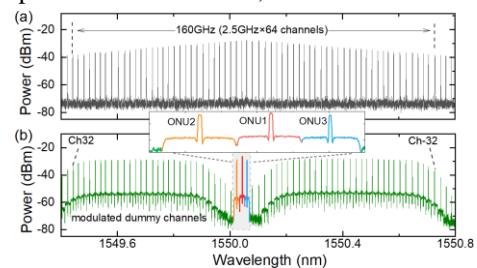 (a)
160GHz (2.5GHz×64 channels)
-20
-40
-60
-80
Power (dBm)
ONU2 ONU1 ONU3
(b)
Ch32
Ch-32
-20
-40
-60
-80
Power (dBm)
modulated dummy channels
1549.6 1550.0 1550.4 1550.8
Wavelength (nm)